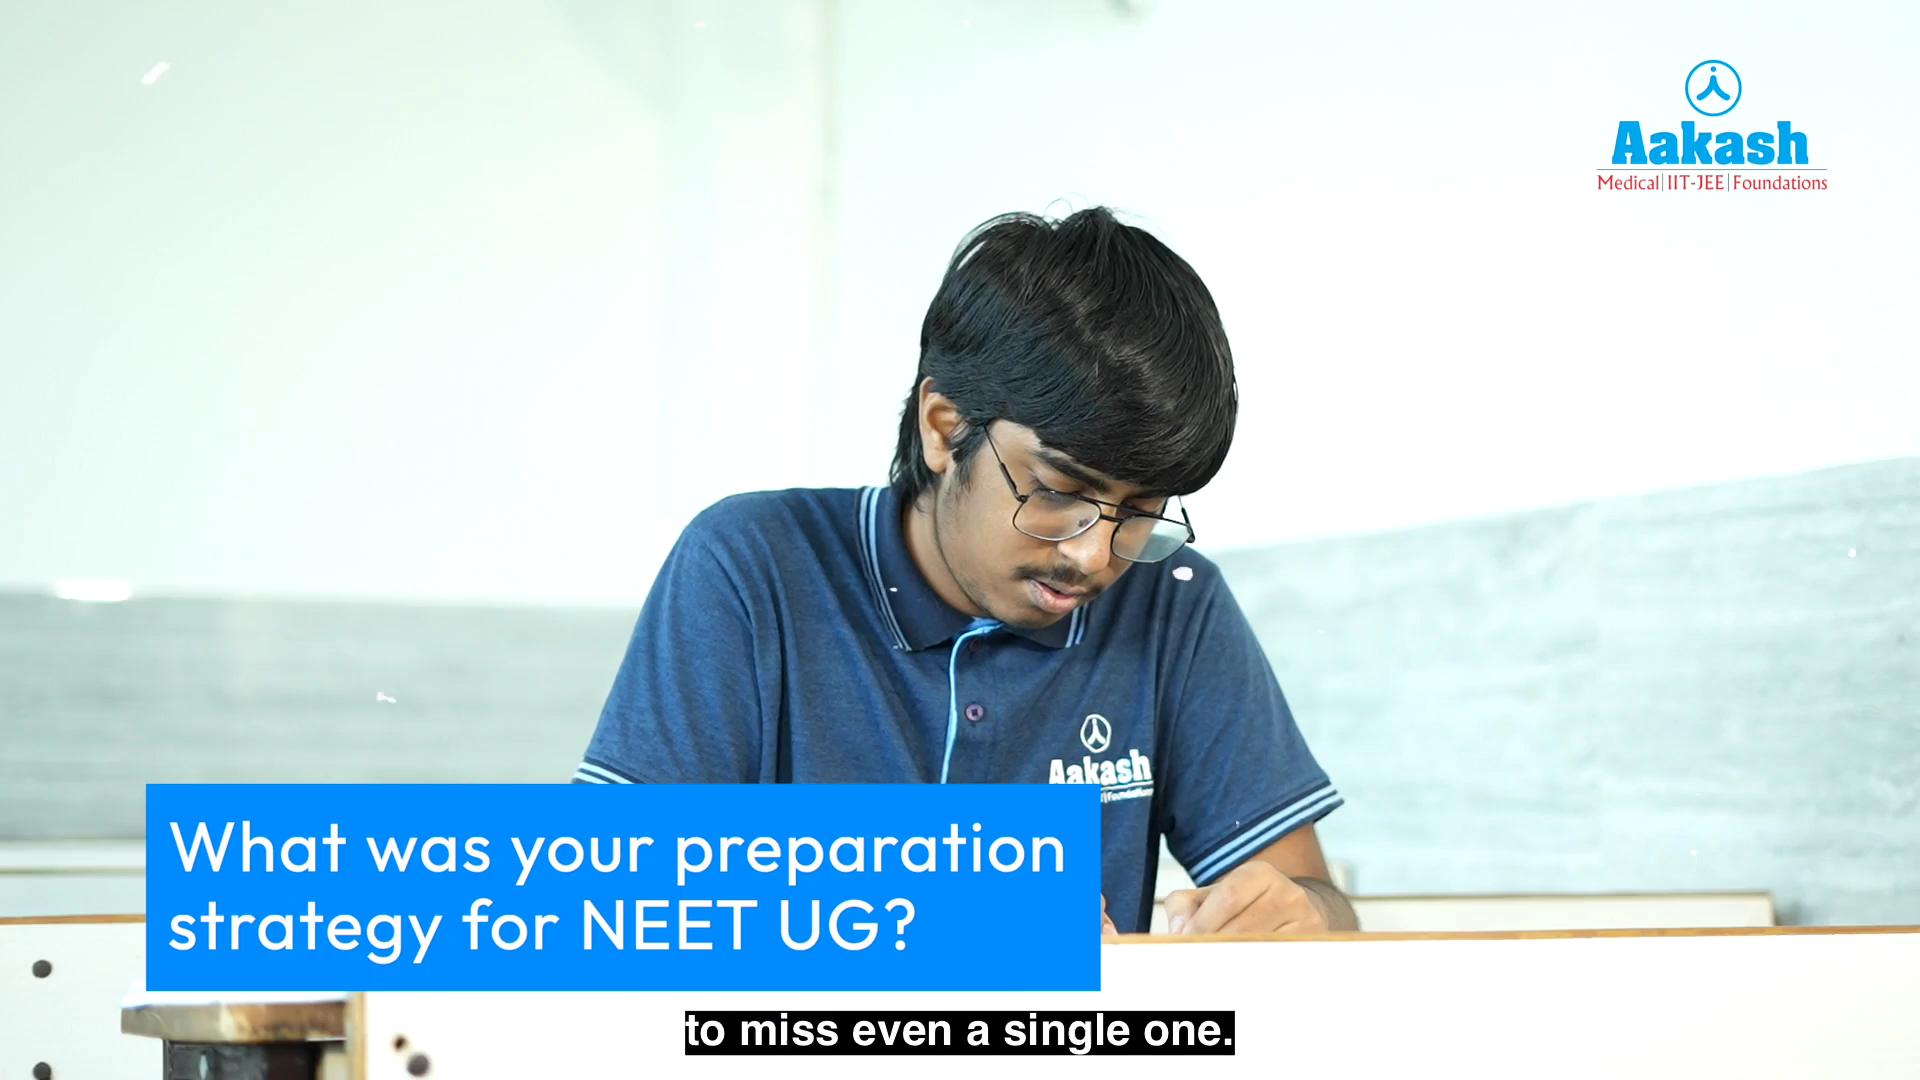 Aakash
Medical|IIT-JEE|Foundations
Aakash
What was your preparation
strategy for NEET UG?
to miss even a single one.